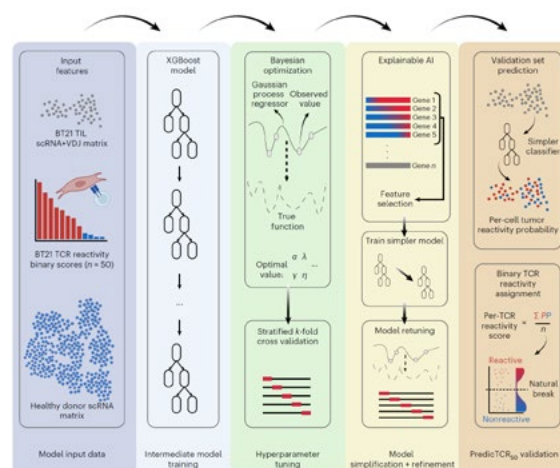 Input
features
BT21 TIL
scRNA+VDJ matrix
BT21 TCR reactivity
binary scores (n = 50)
Healthy donor scRNA
matrix
Model input data
XGBoost
model
...
Intermediate model
training
Bayesian
optimization
Gaussian
process
regressor
Observed
value
True
function
Optimal
value:
α λ
...
γ η
Stratified k-fold
cross validation
Hyperparameter
tuning
Explainable AI
Gene 1
Gene 2
Gene 3
Gene 4
Gene 5
...
Gene n
Feature
selection
Train simpler model
Model retuning
Model
simplification + refinement
Validation set
prediction
Simpler
classifier
Per-cell tumor
reactivity probability
Binary TCR
reactivity
assignment
Per-TCR
reactivity
score
= Σ PP
n
Reactive
Natural
break
Nonreactive
PredicTCR50 validation